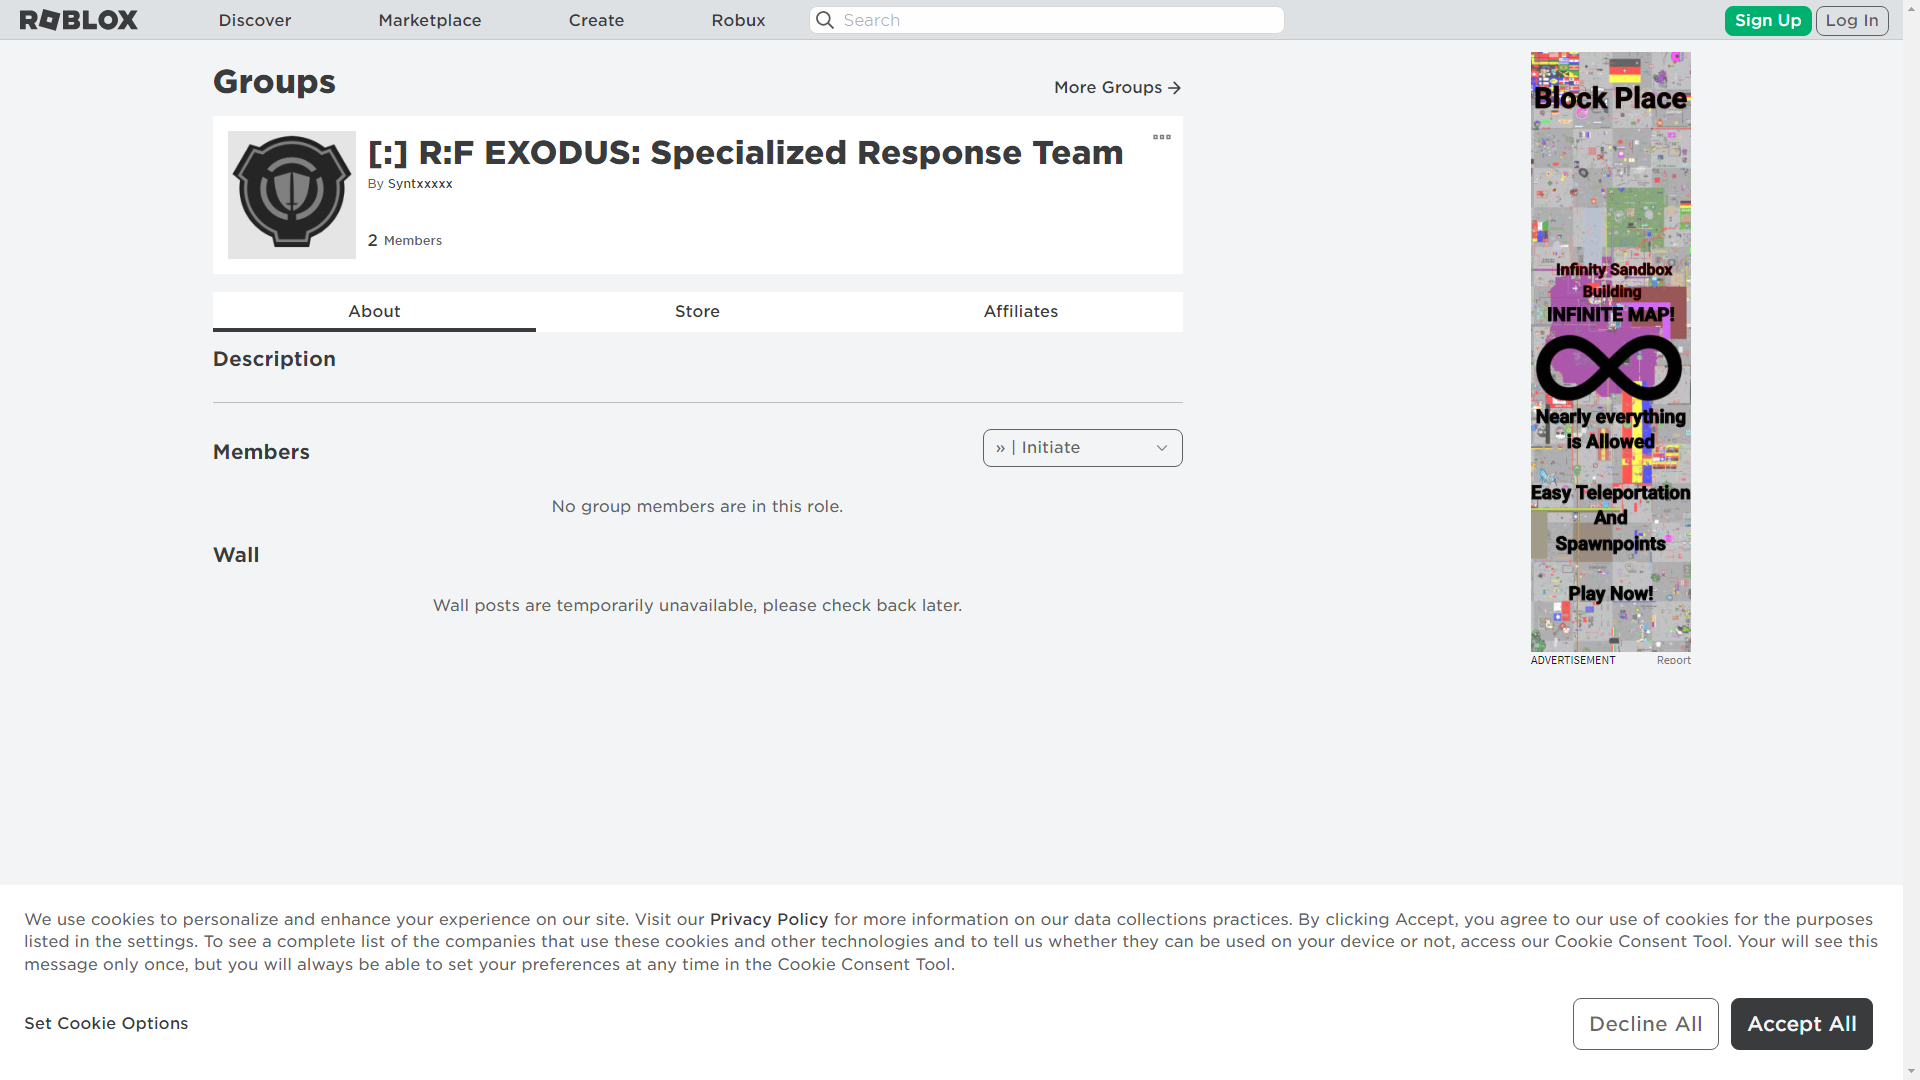 ROBLOX
Discover
Marketplace
Create
Robux
Search
Sign Up
Log In
Groups
More Groups
[:] R:F EXODUS: Specialized Response Team
By Syntxxxxx
2 Members
About
Store
Affiliates
Description
Members
» | Initiate
No group members are in this role.
Wall
Wall posts are temporarily unavailable, please check back later.
Block Place
Infinity Sandbox
Building
INFINITE MAP!
Nearly everything
is Allowed
Easy Teleportation
And
Spawnpoints
Play Now!
ADVERTISEMENT
Report
We use cookies to personalize and enhance your experience on our site. Visit our Privacy Policy for more information on our data collections practices. By clicking Accept, you agree to our use of cookies for the purposes
listed in the settings. To see a complete list of the companies that use these cookies and other technologies and to tell us whether they can be used on your device or not, access our Cookie Consent Tool. Your will see this
message only once, but you will always be able to set your preferences at any time in the Cookie Consent Tool.
Set Cookie Options
Decline All
Accept All